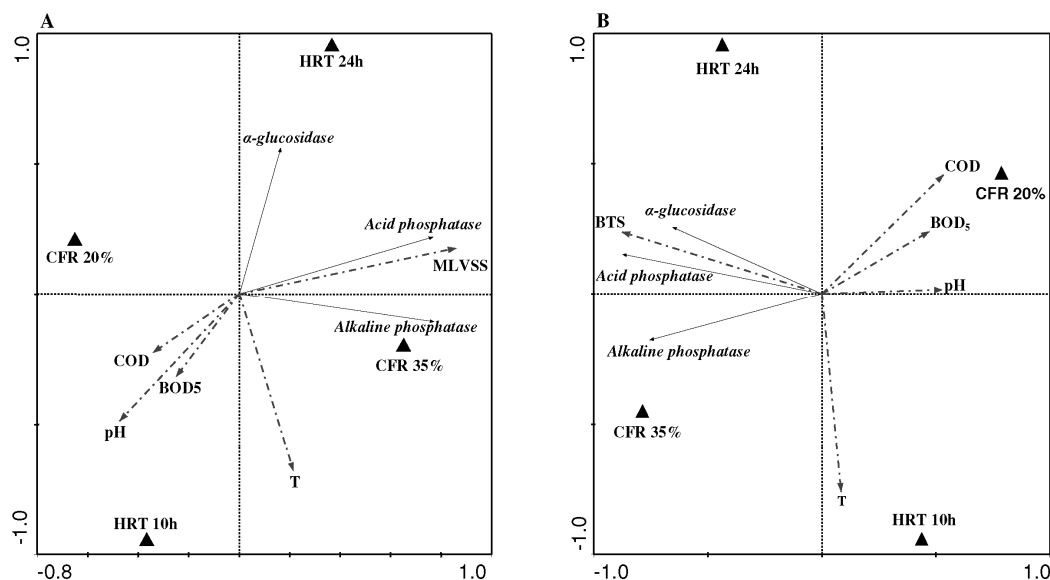 A
1.0
HRT 24h
α-glucosidase
Acid phosphatase
MLVSS
CFR 20%
Alkaline phosphatase
CFR 35%
COD
BOD5
pH
T
HRT 10h
-1.0
-0.8
1.0
B
1.0
HRT 24h
COD
CFR 20%
BTS
α-glucosidase
BOD₅
Acid phosphatase
pH
Alkaline phosphatase
CFR 35%
T
HRT 10h
-1.0
-1.0
1.0